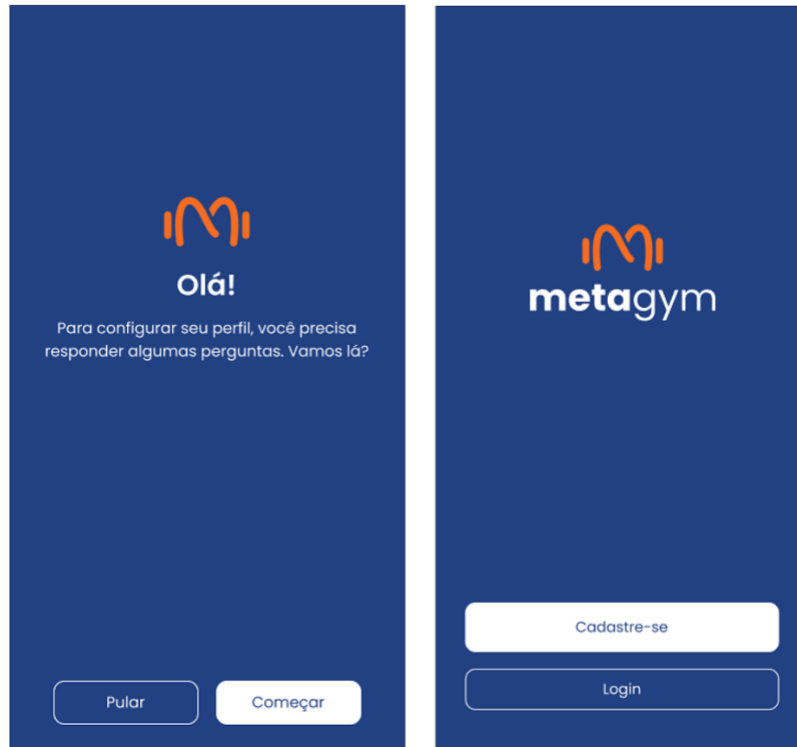 Olá!
Para configurar seu perfil, você precisa
responder algumas perguntas. Vamos lá?
Pular
Começar
metagym
Cadastre-se
Login